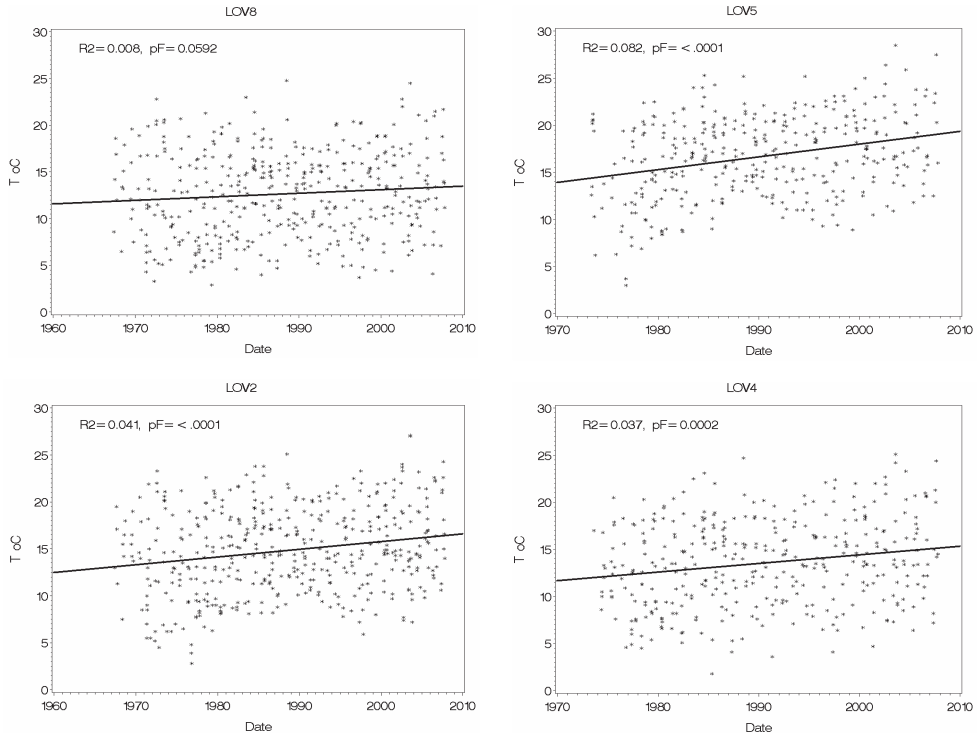 LOV8
R2=0.008, pF=0.0592
30
25
20
15
10
5
0
T oC
1960 1970 1980 1990 2000 2010
Date
LOV5
R2=0.082, pF=<.0001
30
25
20
15
10
5
0
T oC
1970 1980 1990 2000 2010
Date
LOV2
R2=0.041, pF=<.0001
30
25
20
15
10
5
0
T oC
1960 1970 1980 1990 2000 2010
Date
LOV4
R2=0.037, pF=0.0002
30
25
20
15
10
5
0
T oC
1970 1980 1990 2000 2010
Date